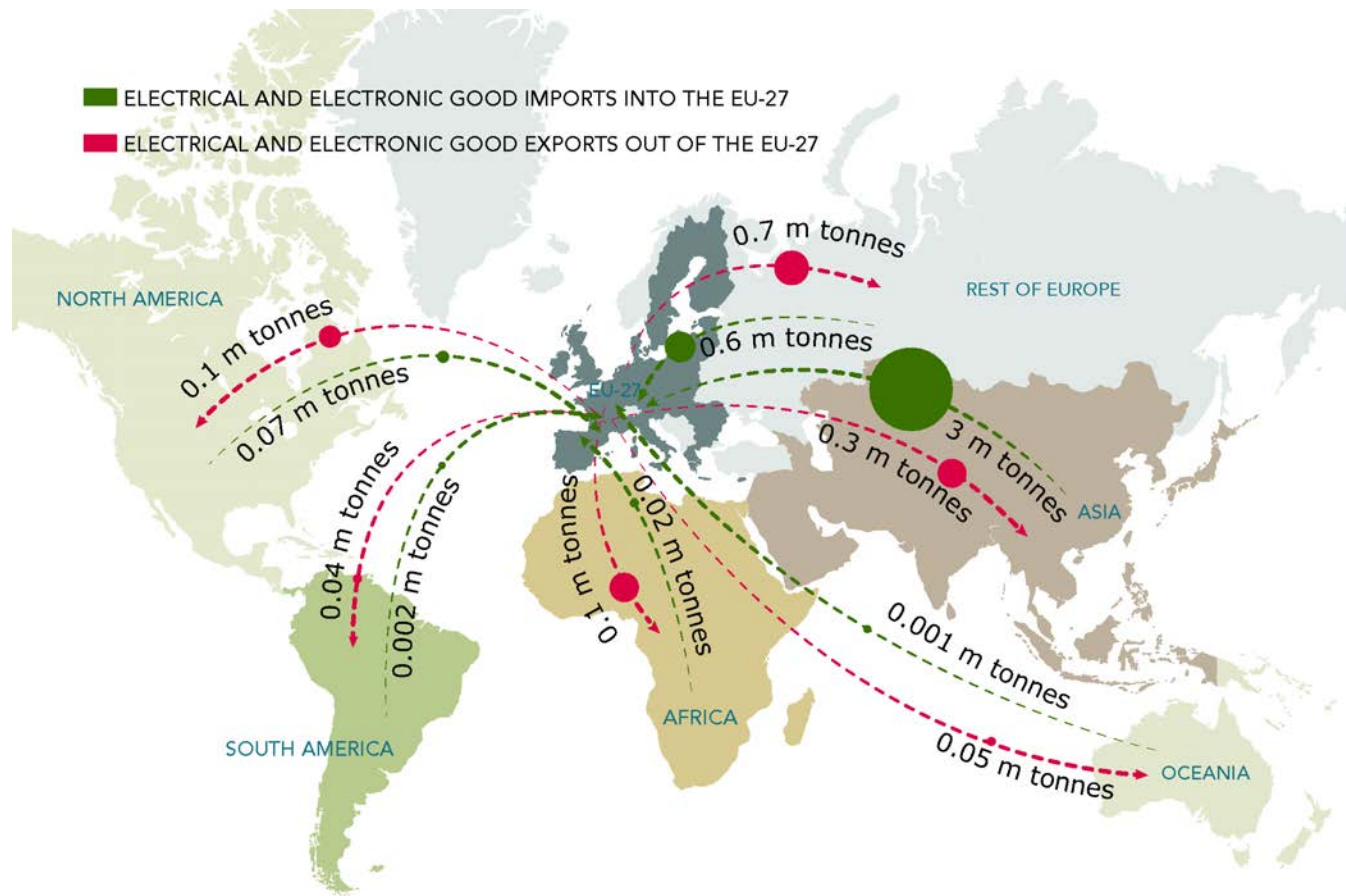 ELECTRICAL AND ELECTRONIC GOOD IMPORTS INTO THE EU-27
ELECTRICAL AND ELECTRONIC GOOD EXPORTS OUT OF THE EU-27
0.7 m tonnes
NORTH AMERICA
REST OF EUROPE
0.1 m tonnes
0.6 m tonnes
0.07 m tonnes
EU-27
3 m tonnes
0.3 m tonnes
ASIA
0.04 m tonnes
0.002 m tonnes
0.1 m tonnes
0.02 m tonnes
0.001 m tonnes
AFRICA
SOUTH AMERICA
0.05 m tonnes
OCEANIA